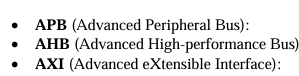 • APB (Advanced Peripheral Bus):
• AHB (Advanced High-performance Bus)
• AXI (Advanced eXtensible Interface):